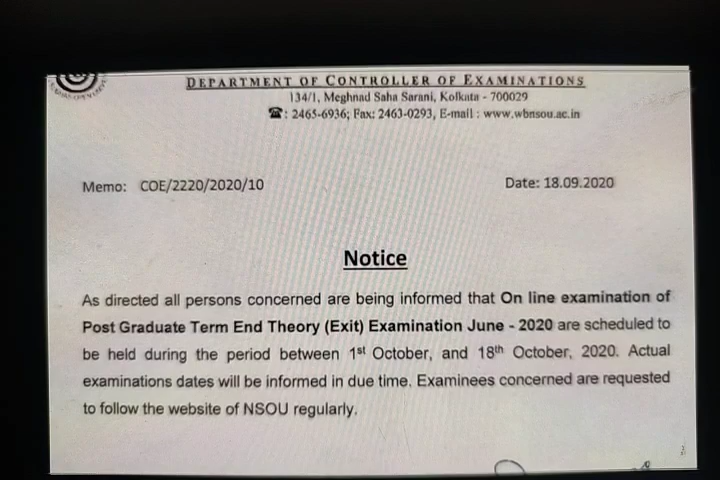 DEPARTMENT OF CONTROLLER OF EXAMINATIONS
134/1, Meghnad Saha Sarani, Kolkata - 700029
☎: 2465-6936; Fax: 2463-0293, E-mail : www.wbnsou.ac.in
Memo: COE/2220/2020/10 Date: 18.09.2020
Notice
As directed all persons concerned are being informed that On line examination of
Post Graduate Term End Theory (Exit) Examination June - 2020 are scheduled to
be held during the period between 1st October, and 18th October, 2020. Actual
examinations dates will be informed in due time. Examinees concerned are requested
to follow the website of NSOU regularly.